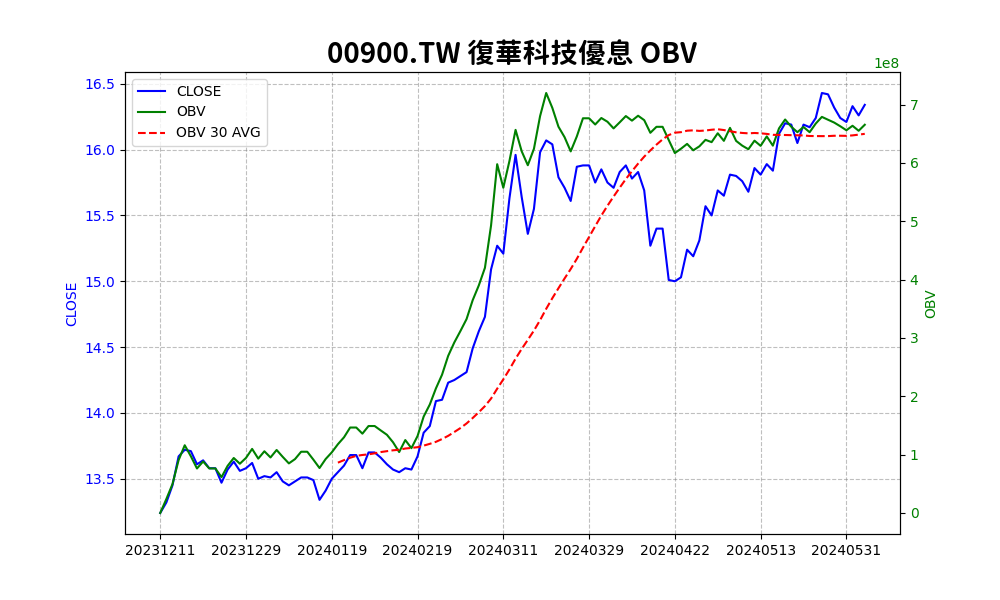 00900.TW 復華科技優息 OBV
1e8
CLOSE
OBV
OBV 30 AVG
16.5
16.0
15.5
15.0
14.5
14.0
13.5
CLOSE
7
6
5
4
3
2
1
0
OBV
20231211 20231229 20240119 20240219 20240311 20240329 20240422 20240513 20240531